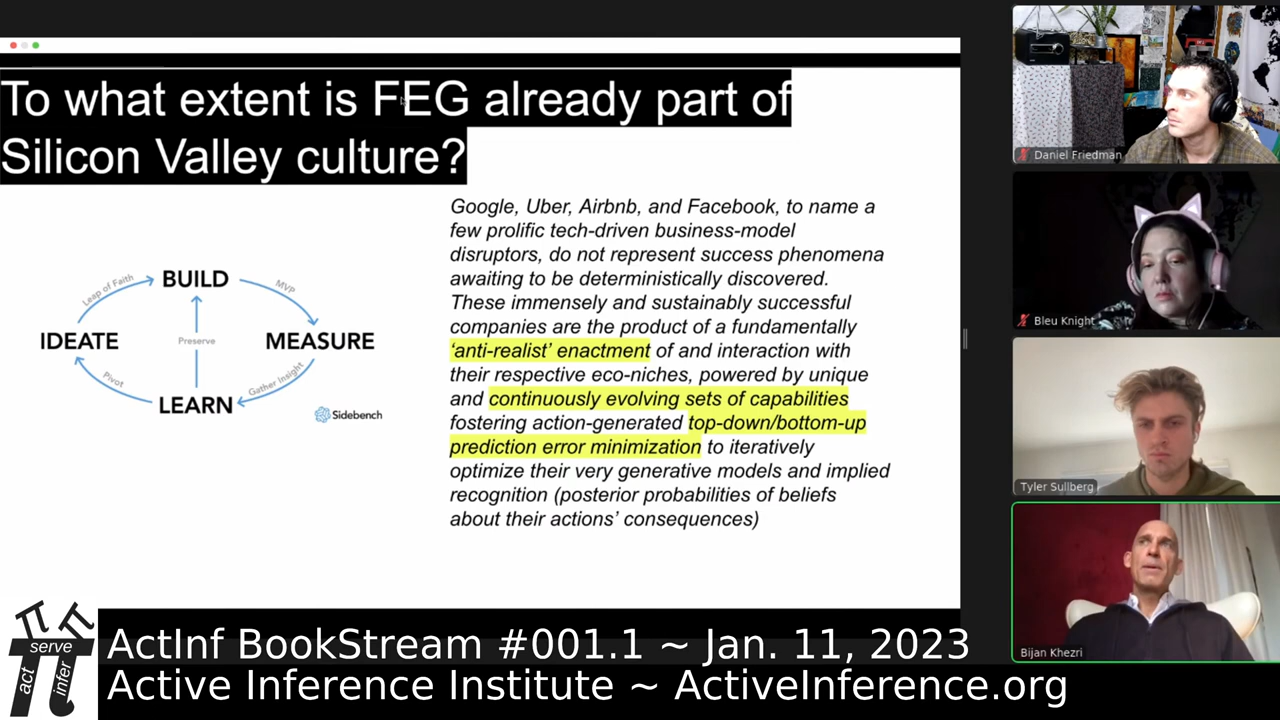 To what extent is FEG already part of
Silicon Valley culture?
Leap of Faith
BUILD
MVP
IDEATE
Preserve
MEASURE
Pivot
LEARN
Gather Insight
Sidebench
Google, Uber, Airbnb, and Facebook, to name a
few prolific tech-driven business-model
disruptors, do not represent success phenomena
awaiting to be deterministically discovered.
These immensely and sustainably successful
companies are the product of a fundamentally
‘anti-realist’ enactment of and interaction with
their respective eco-niches, powered by unique
and continuously evolving sets of capabilities
fostering action-generated top-down/bottom-up
prediction error minimization to iteratively
optimize their very generative models and implied
recognition (posterior probabilities of beliefs
about their actions’ consequences)
Daniel Friedman
Bleu Knight
Tyler Sullberg
Bijan Khezri
serve
act
infer
ActInf BookStream #001.1 ~ Jan. 11, 2023
Active Inference Institute ~ ActiveInference.org